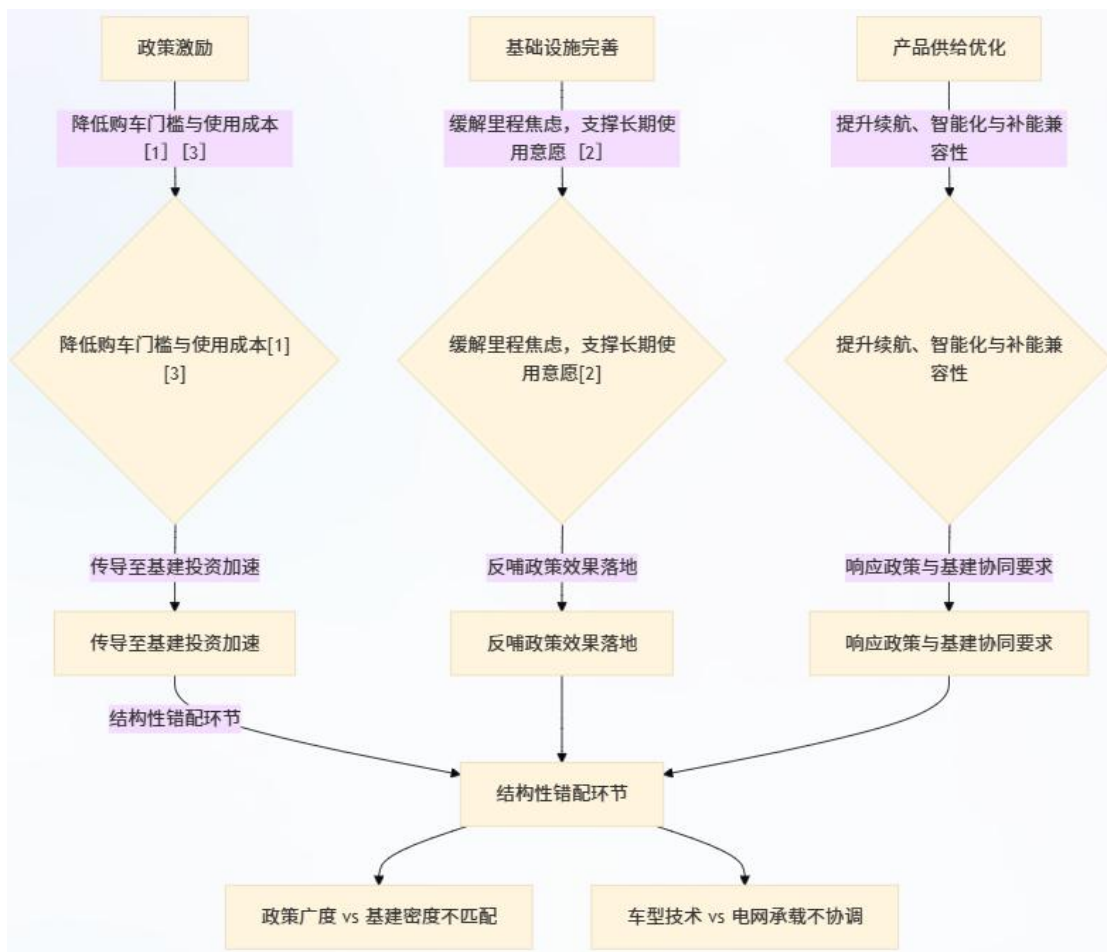 政策激励
基础设施完善
产品供给优化
降低购车门槛与使用成本
［1］［3］
缓解里程焦虑，支撑长期使
用意愿［2］
提升续航、智能化与补能兼
容性
降低购车门槛与使用成本[1]
[3]
缓解里程焦虑，支撑长期使
用意愿[2]
提升续航、智能化与补能兼
容性
传导至基建投资加速
反哺政策效果落地
响应政策与基建协同要求
传导至基建投资加速
反哺政策效果落地
响应政策与基建协同要求
结构性错配环节
结构性错配环节
政策广度 vs 基建密度不匹配
车型技术 vs 电网承载不协调